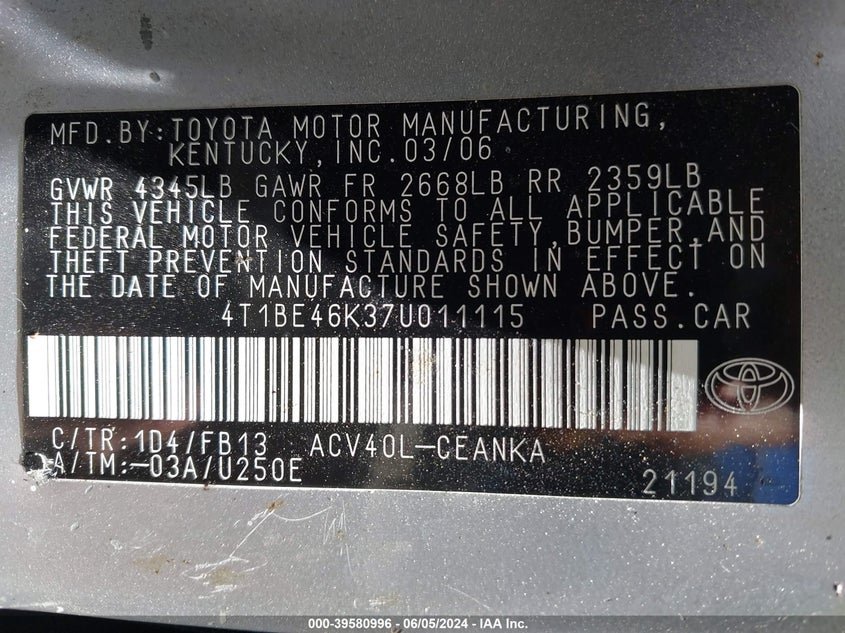 MFD.BY:TOYOTA MOTOR MANUFACTURING,
KENTUCKY,INC.03/06
GVWR 4345LB GAWR FR 2668LB RR 2359LB
THIS VEHICLE CONFORMS TO ALL APPLICABLE
FEDERAL MOTOR VEHICLE SAFETY,BUMPER,AND
THEFT PREVENTION STANDARDS IN EFFECT ON
THE DATE OF MANUFACTURE SHOWN ABOVE.
4T1BE46K37U011115 PASS.CAR
C/TR:1D4/FB13 ACV40L-CEANKA
A/TM:-03A/U250E
21194
000-39580996 - 06/05/2024 - IAA Inc.